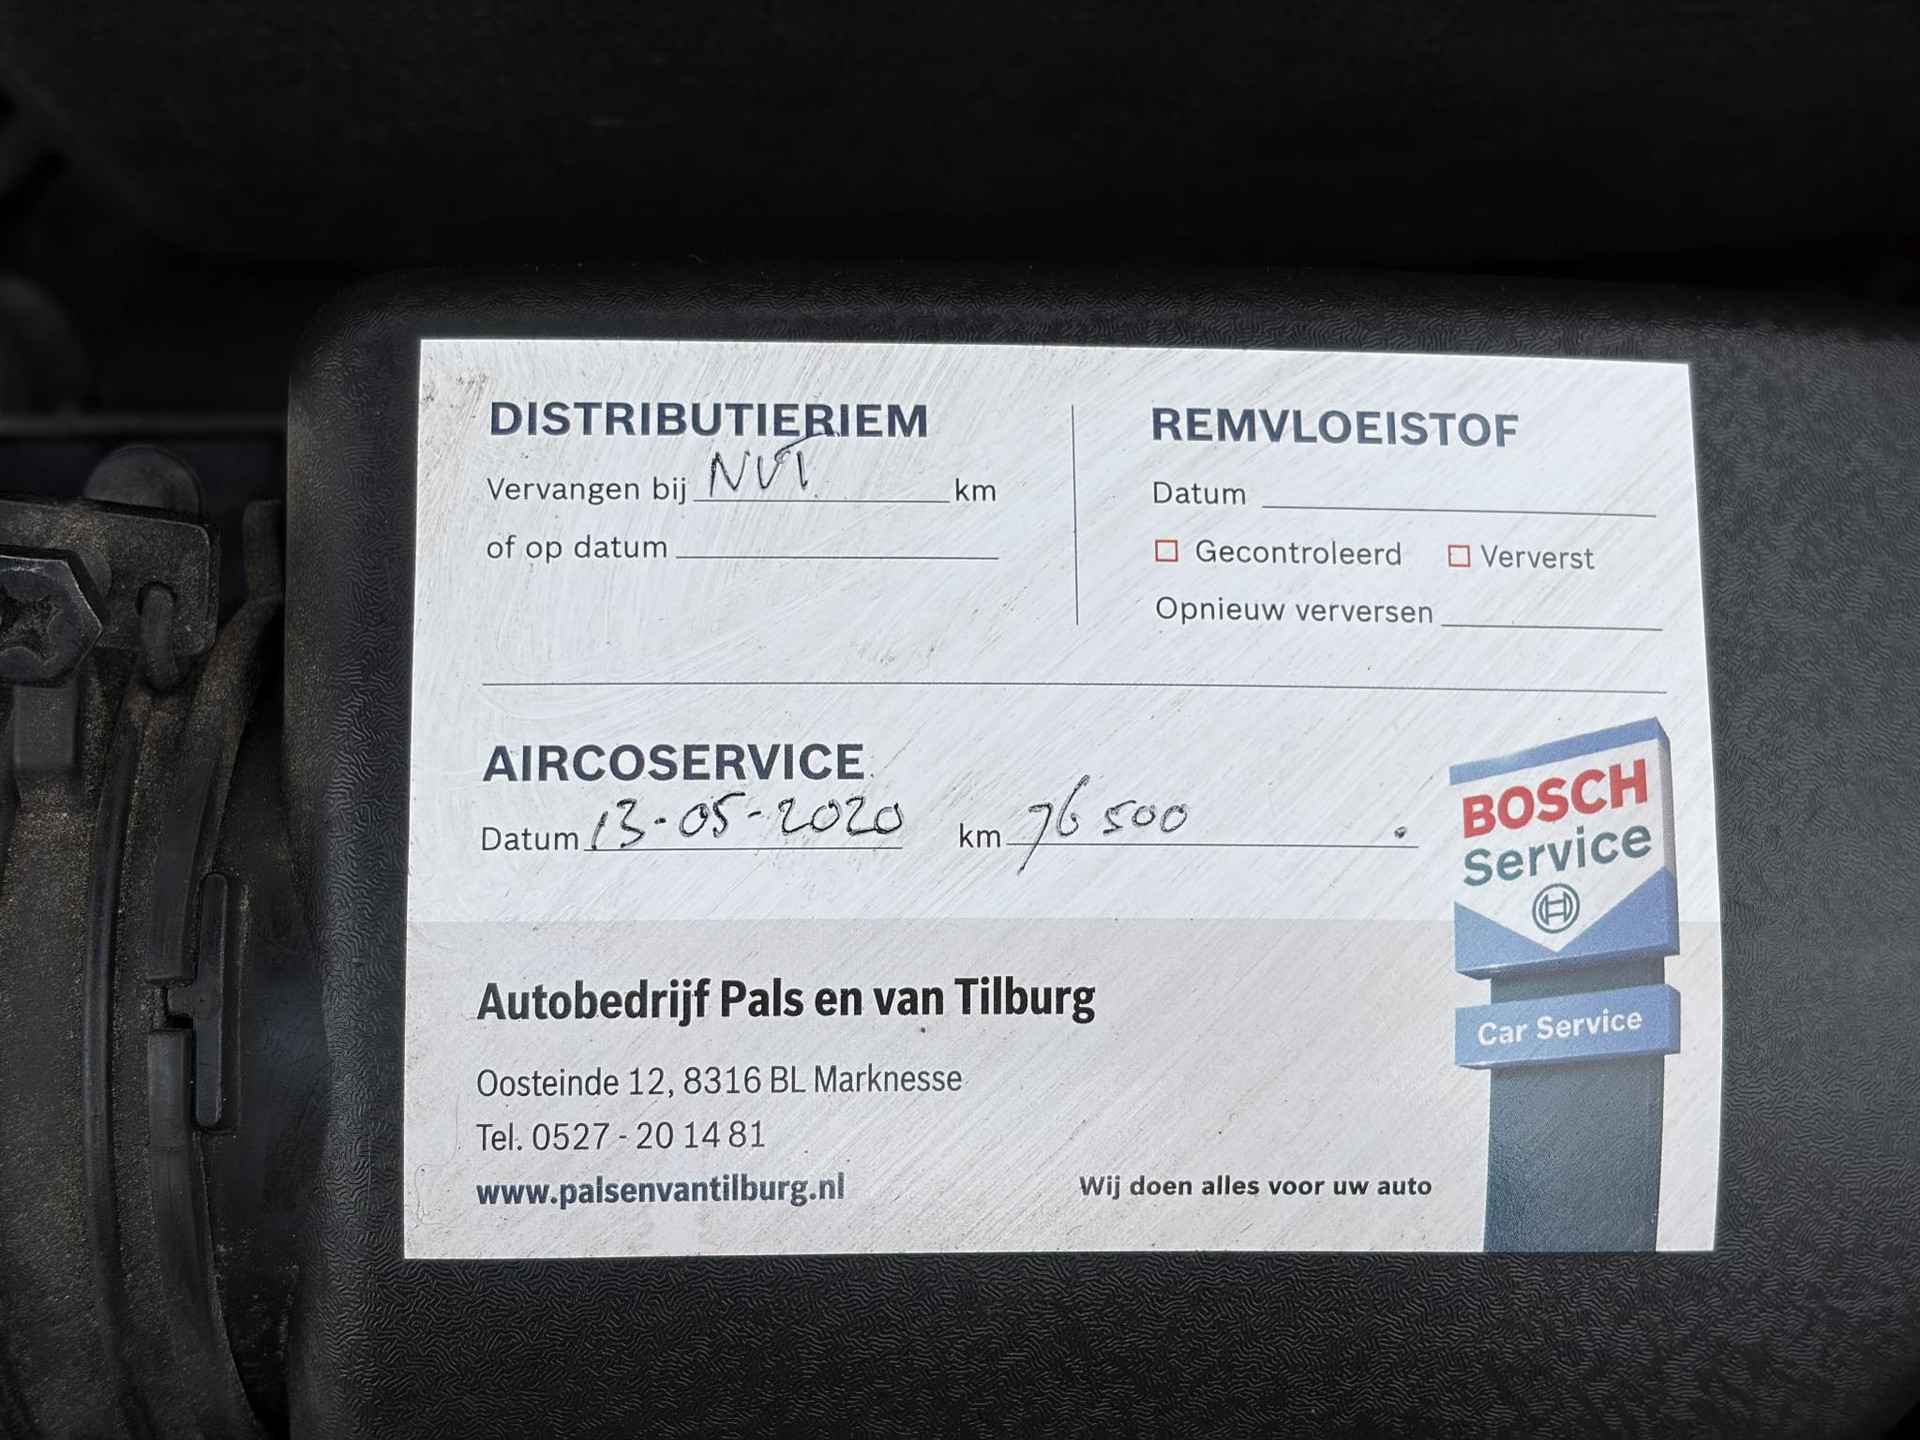 DISTRIBUTIERIEM
Vervangen bij NVT km
of op datum
REMVLOEISTOF
Datum
Gecontroleerd Ververst
Opnieuw verversen
AIRCOSERVICE
Datum 13-05-2020 km 76500
BOSCH
Service
Car Service
Autobedrijf Pals en van Tilburg
Oosteinde 12, 8316 BL Marknesse
Tel. 0527 - 20 14 81
www.palsenvantilburg.nl
Wij doen alles voor uw auto